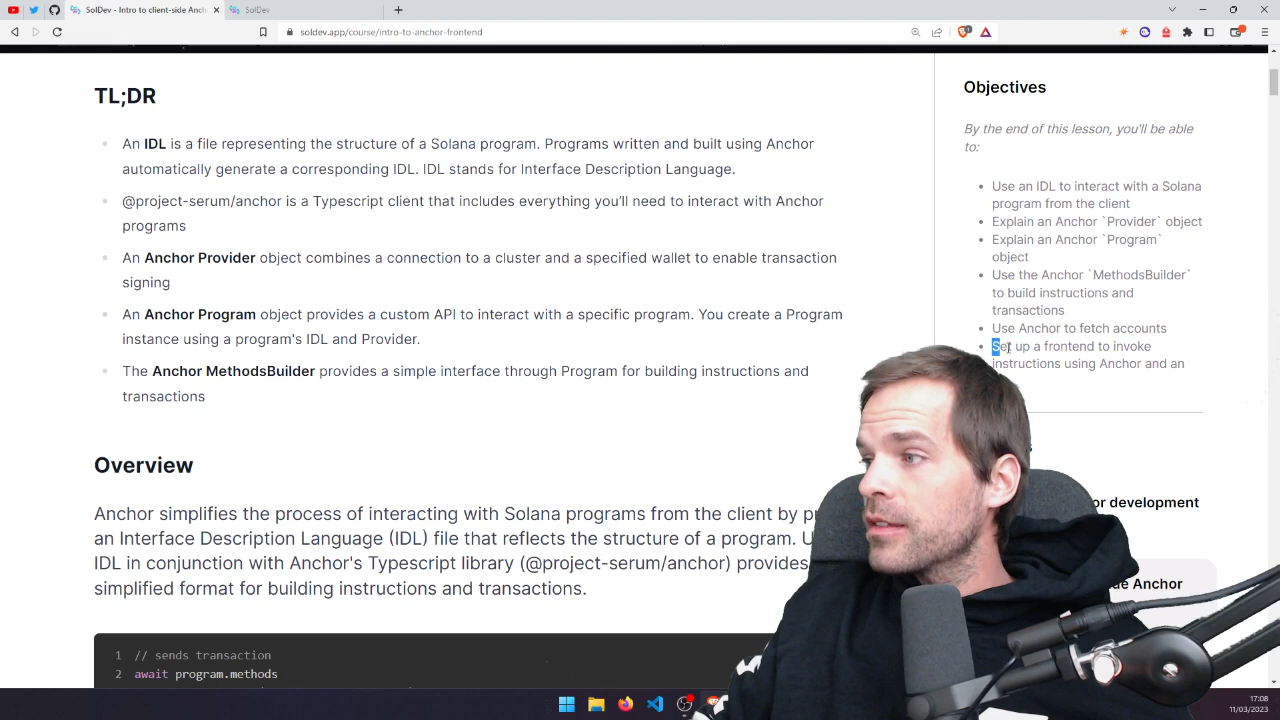 SolDev - Intro to client-side Anch
SolDev
soldev.app/course/intro-to-anchor-frontend
TL;DR
An IDL is a file representing the structure of a Solana program. Programs written and built using Anchor
automatically generate a corresponding IDL. IDL stands for Interface Description Language.
@project-serum/anchor is a Typescript client that includes everything you'll need to interact with Anchor
programs
An Anchor Provider object combines a connection to a cluster and a specified wallet to enable transaction
signing
An Anchor Program object provides a custom API to interact with a specific program. You create a Program
instance using a program's IDL and Provider.
The Anchor MethodsBuilder provides a simple interface through Program for building instructions and
transactions
Overview
Anchor simplifies the process of interacting with Solana programs from the client by
an Interface Description Language (IDL) file that reflects the structure of a program.
IDL in conjunction with Anchor's Typescript library (@project-serum/anchor) provides
simplified format for building instructions and transactions.
1 // sends transaction
2 await program.methods
Objectives
By the end of this lesson, you'll be able
to:
Use an IDL to interact with a Solana
program from the client
Explain an Anchor `Provider` object
Explain an Anchor `Program`
object
Use the Anchor `MethodsBuilder`
to build instructions and
transactions
Use Anchor to fetch accounts
Set up a frontend to invoke
instructions using Anchor and an
development
Anchor
17:08
11/03/2023